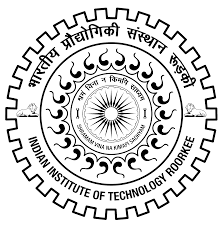 भारतीय प्रौद्योगिकी संस्थान रूड़की
श्रमं विना न किमपि साध्यम्
SHRAMAM VINA NA KIMAPI SADHYAM
INDIAN INSTITUTE OF TECHNOLOGY ROORKEE